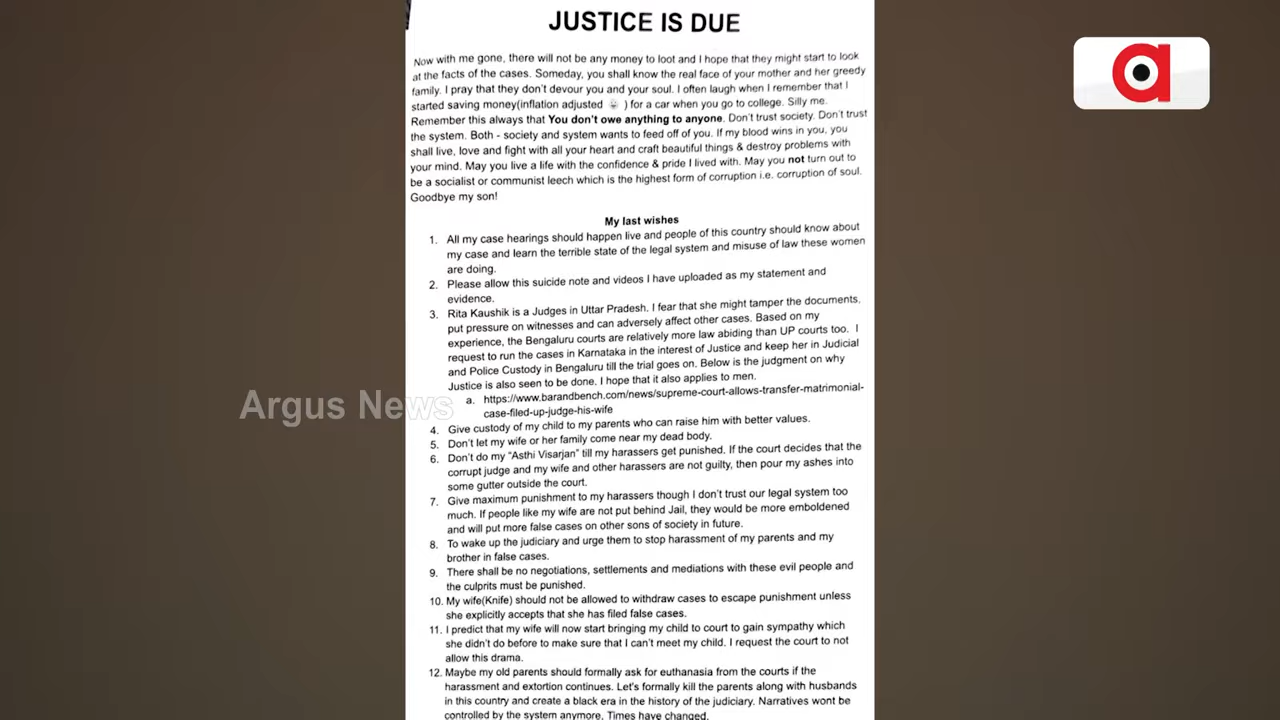 JUSTICE IS DUE
Now with me gone, there will not be any money to loot and I hope that they might start to look
at the facts of the cases. Someday, you shall know the real face of your mother and her greedy
family. I pray that they don't devour you and your soul. I often laugh when I remember that I
started saving money(inflation adjusted 😀 ) for a car when you go to college. Silly me.
Remember this always that You don't owe anything to anyone. Don't trust society. Don't trust
the system. Both - society and system wants to feed off of you. If my blood wins in you, you
shall live, love and fight with all your heart and craft beautiful things & destroy problems with
your mind. May you live a life with the confidence & pride I lived with. May you not turn out to
be a socialist or communist leech which is the highest form of corruption i.e. corruption of soul.
Goodbye my son!
My last wishes
1. All my case hearings should happen live and people of this country should know about
my case and learn the terrible state of the legal system and misuse of law these women
are doing.
2. Please allow this suicide note and videos I have uploaded as my statement and
evidence.
3. Rita Kaushik is a Judges in Uttar Pradesh. I fear that she might tamper the documents,
put pressure on witnesses and can adversely affect other cases. Based on my
experience, the Bengaluru courts are relatively more law abiding than UP courts too. I
request to run the cases in Karnataka in the interest of Justice and keep her in Judicial
and Police Custody in Bengaluru till the trial goes on. Below is the judgment on why
Justice is also seen to be done. I hope that it also applies to men.
a. https://www.barandbench.com/news/supreme-court-allows-transfer-matrimonial-
case-filed-up-judge-his-wife
4. Give custody of my child to my parents who can raise him with better values.
5. Don't let my wife or her family come near my dead body.
6. Don't do my "Asthi Visarjan" till my harassers get punished. If the court decides that the
corrupt judge and my wife and other harassers are not guilty, then pour my ashes into
some gutter outside the court.
7. Give maximum punishment to my harassers though I don't trust our legal system too
much. If people like my wife are not put behind Jail, they would be more emboldened
and will put more false cases on other sons of society in future.
8. To wake up the judiciary and urge them to stop harassment of my parents and my
brother in false cases.
9. There shall be no negotiations, settlements and mediations with these evil people and
the culprits must be punished.
10. My wife(Knife) should not be allowed to withdraw cases to escape punishment unless
she explicitly accepts that she has filed false cases.
11. I predict that my wife will now start bringing my child to court to gain sympathy which
she didn't do before to make sure that I can't meet my child. I request the court to not
allow this drama.
12. Maybe my old parents should formally ask for euthanasia from the courts if the
harassment and extortion continues. Let's formally kill the parents along with husbands
in this country and create a black era in the history of the judiciary. Narratives wont be
controlled by the system anymore. Times have changed.
Argus News
a